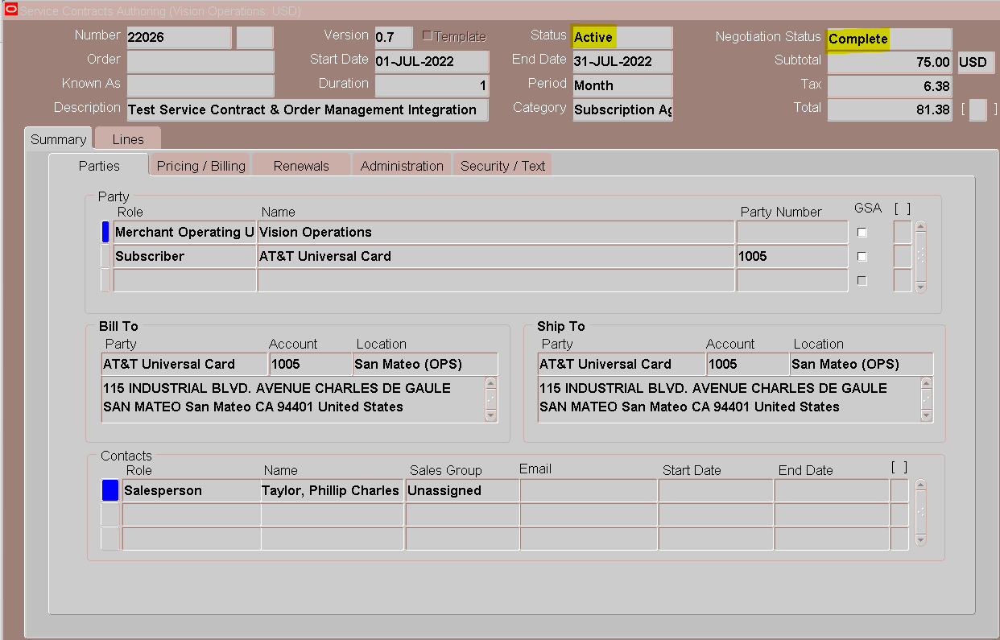 Service Contracts Authoring (Vision Operations: USD)
Number 22026 Version 0.7 Template Status Active Negotiation Status Complete
Order Start Date 01-JUL-2022 End Date 31-JUL-2022 Subtotal 75.00 USD
Known As Duration 1 Period Month Tax 6.38
Description Test Service Contract & Order Management Integration Category Subscription Ag Total 81.38 [ ]
Summary Lines
Parties Pricing / Billing Renewals Administration Security / Text
Party
Role Name Party Number GSA [ ]
Merchant Operating U Vision Operations
Subscriber AT&T Universal Card 1005
Bill To Ship To
Party Account Location Party Account Location
AT&T Universal Card 1005 San Mateo (OPS) AT&T Universal Card 1005 San Mateo (OPS)
115 INDUSTRIAL BLVD. AVENUE CHARLES DE GAULE 115 INDUSTRIAL BLVD. AVENUE CHARLES DE GAULE
SAN MATEO San Mateo CA 94401 United States SAN MATEO San Mateo CA 94401 United States
Contacts
Role Name Sales Group Email Start Date End Date [ ]
Salesperson Taylor, Phillip Charles Unassigned